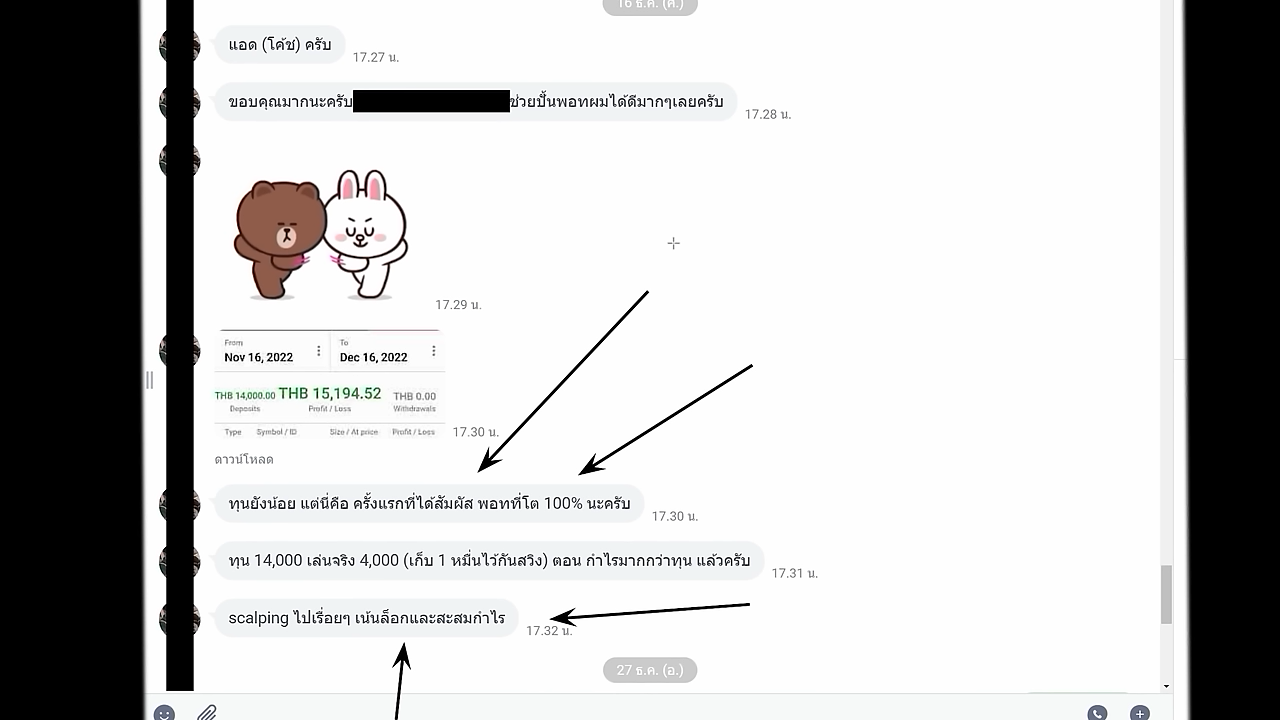 16 ธ.ค. (ศ.)
แอด (โค้ช) ครับ
17.27 น.
ขอบคุณมากนะครับ ช่วยปั้นพอทผมได้ดีมากๆเลยครับ
17.28 น.
17.29 น.
From To
Nov 16, 2022 Dec 16, 2022
THB 14,000.00 THB 15,194.52 THB 0.00
Deposits Profit / Loss Withdrawals
Type Symbol / ID Size / At price Profit / Loss
17.30 น.
ดาวน์โหลด
ทุนยังน้อย แต่นี่คือ ครั้งแรกที่ได้สัมผัส พอทที่โต 100% นะครับ
17.30 น.
ทุน 14,000 เล่นจริง 4,000 (เก็บ 1 หมื่นไว้กันสวิง) ตอน กำไรมากกว่าทุน แล้วครับ
17.31 น.
scalping ไปเรื่อยๆ เน้นล็อกและสะสมกำไร
17.32 น.
27 ธ.ค. (อ.)